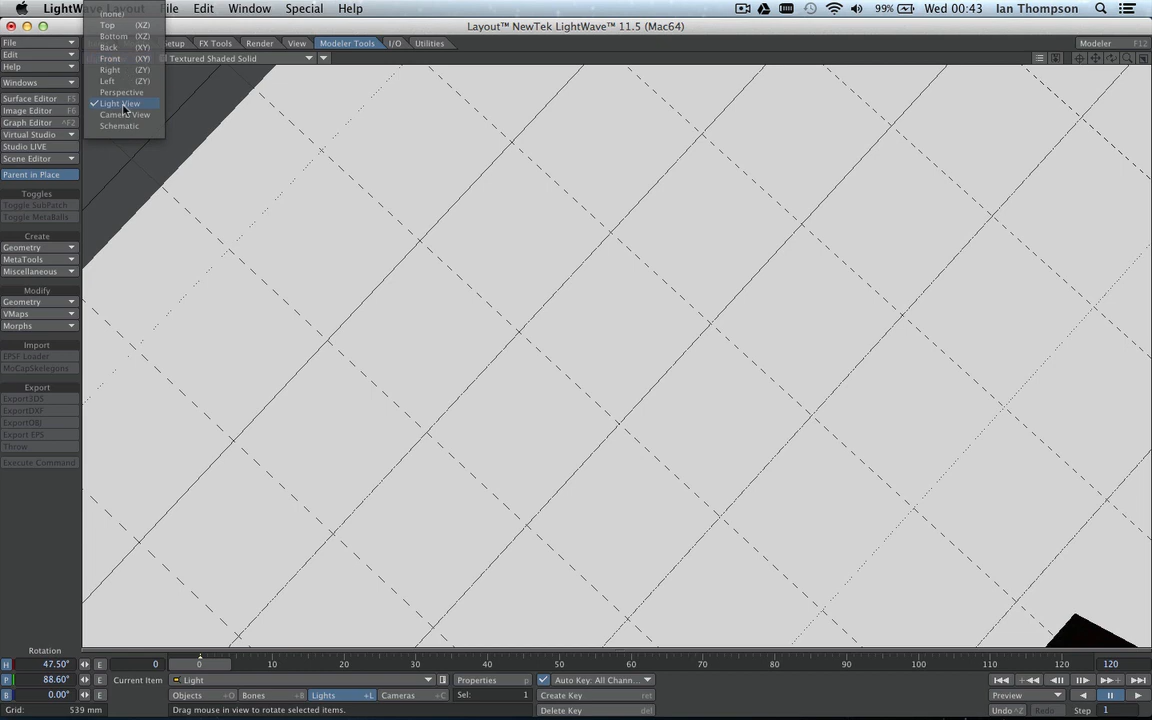 LightWave Layout File Edit Window Special Help 99% Wed 00:43 Ian Thompson
Layout™ NewTek LightWave™ 11.5 (Mac64)
File
Edit
Help
Windows
Surface Editor F5
Image Editor F6
Graph Editor ^F2
Virtual Studio
Studio LIVE
Scene Editor
Parent in Place
Toggles
Toggle SubPatch
Toggle MetaBalls
Create
Geometry
MetaTools
Miscellaneous
Modify
Geometry
VMaps
Morphs
Import
EPSF Loader
MoCapSkelegons
Export
Export3DS
ExportDXF
ExportOBJ
Export EPS
Throw
Execute Command
(none)
Top (XZ)
Bottom (XZ)
Back (XY)
Front (XY)
Right (ZY)
Left (ZY)
Perspective
Light View
Camera View
Schematic
Setup FX Tools Render View Modeler Tools I/O Utilities Modeler F12
Textured Shaded Solid
Rotation
H 47.50° E 0 0 10 20 30 40 50 60 70 80 90 100 110 120 120
P 88.60° E Current Item Light Properties p Auto Key: All Chann...
B 0.00° E Objects +O Bones +B Lights +L Cameras +C Sel: 1 Create Key ret Preview
Grid: 539 mm Drag mouse in view to rotate selected items. Delete Key del Undo ^Z Redo Step 1